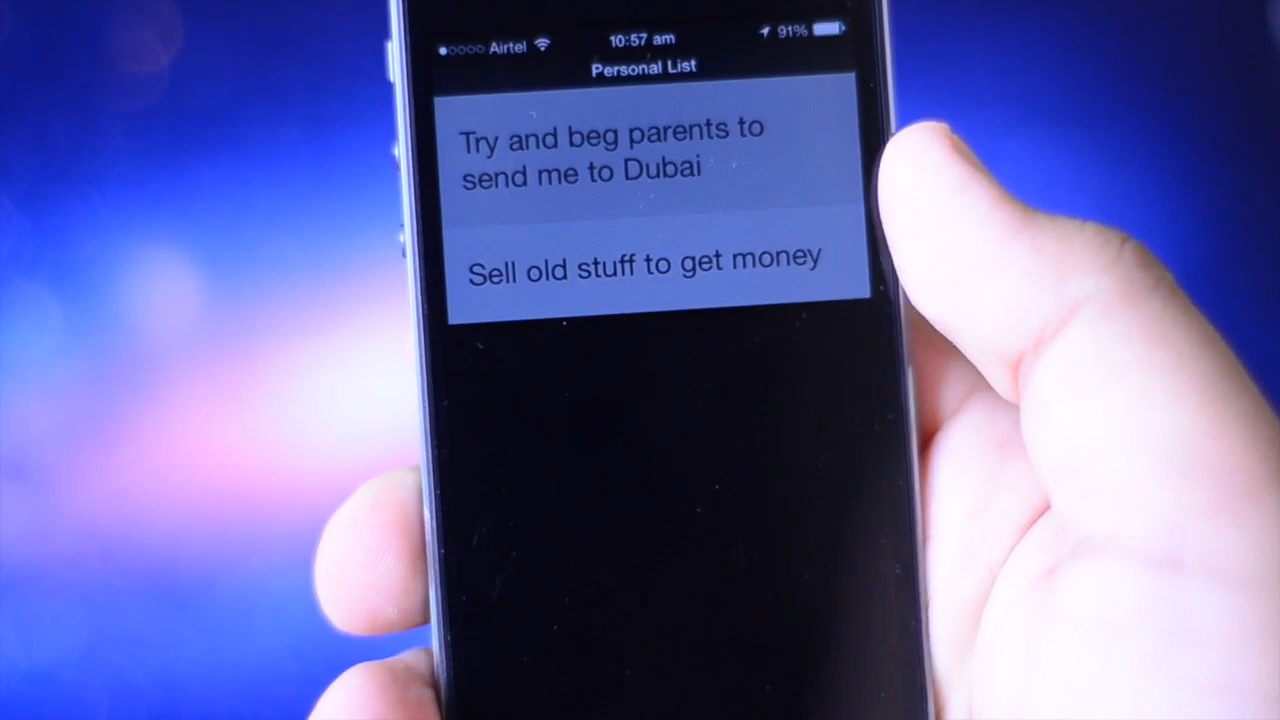 Airtel 10:57 am 91%
Personal List
Try and beg parents to
send me to Dubai
Sell old stuff to get money